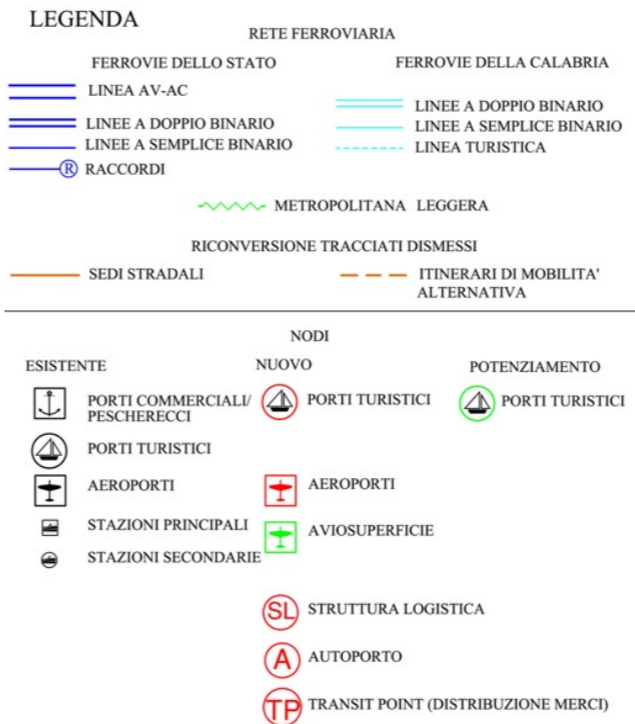 LEGENDA
RETE FERROVIARIA
FERROVIE DELLO STATO
FERROVIE DELLA CALABRIA
LINEA AV-AC
LINEE A DOPPIO BINARIO
LINEE A DOPPIO BINARIO
LINEE A SEMPLICE BINARIO
LINEE A SEMPLICE BINARIO
R RACCORDI
LINEA TURISTICA
METROPOLITANA LEGGERA
RICONVERSIONE TRACCIATI DISMESSI
SEDI STRADALI
ITINERARI DI MOBILITA'
ALTERNATIVA
NODI
ESISTENTE
NUOVO
POTENZIAMENTO
PORTI COMMERCIALI/
PESCHERECCI
PORTI TURISTICI
PORTI TURISTICI
PORTI TURISTICI
AEROPORTI
AEROPORTI
STAZIONI PRINCIPALI
AVIOSUPERFICIE
STAZIONI SECONDARIE
SL STRUTTURA LOGISTICA
A AUTOPORTO
TP TRANSIT POINT (DISTRIBUZIONE MERCI)